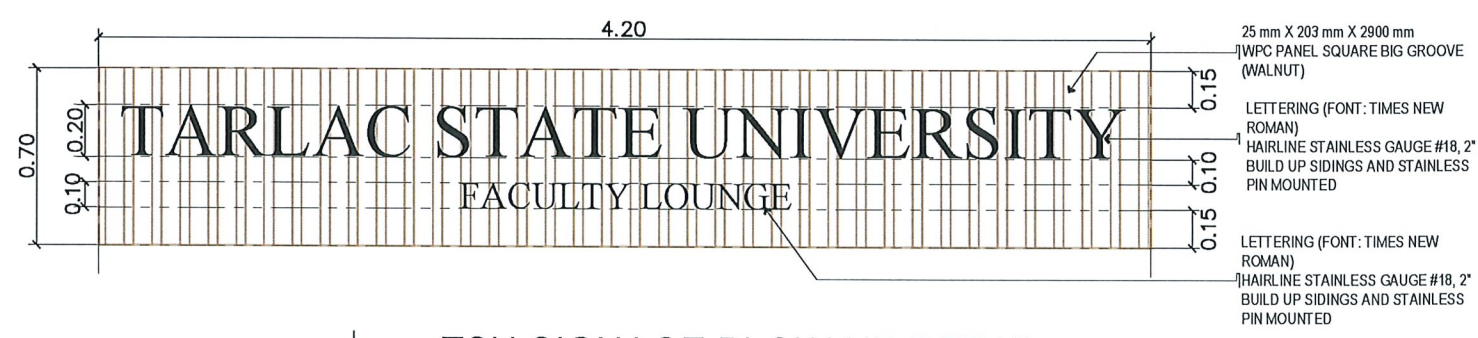 4.20
25 mm X 203 mm X 2900 mm
WPC PANEL SQUARE BIG GROOVE
(WALNUT)
0.15
0.70
0.20
TARLAC STATE UNIVERSITY
LETTERING (FONT: TIMES NEW
ROMAN)
HAIRLINE STAINLESS GAUGE #18, 2"
BUILD UP SIDINGS AND STAINLESS
PIN MOUNTED
0.10
0.10
FACULTY LOUNGE
0.15
LETTERING (FONT: TIMES NEW
ROMAN)
HAIRLINE STAINLESS GAUGE #18, 2"
BUILD UP SIDINGS AND STAINLESS
PIN MOUNTED